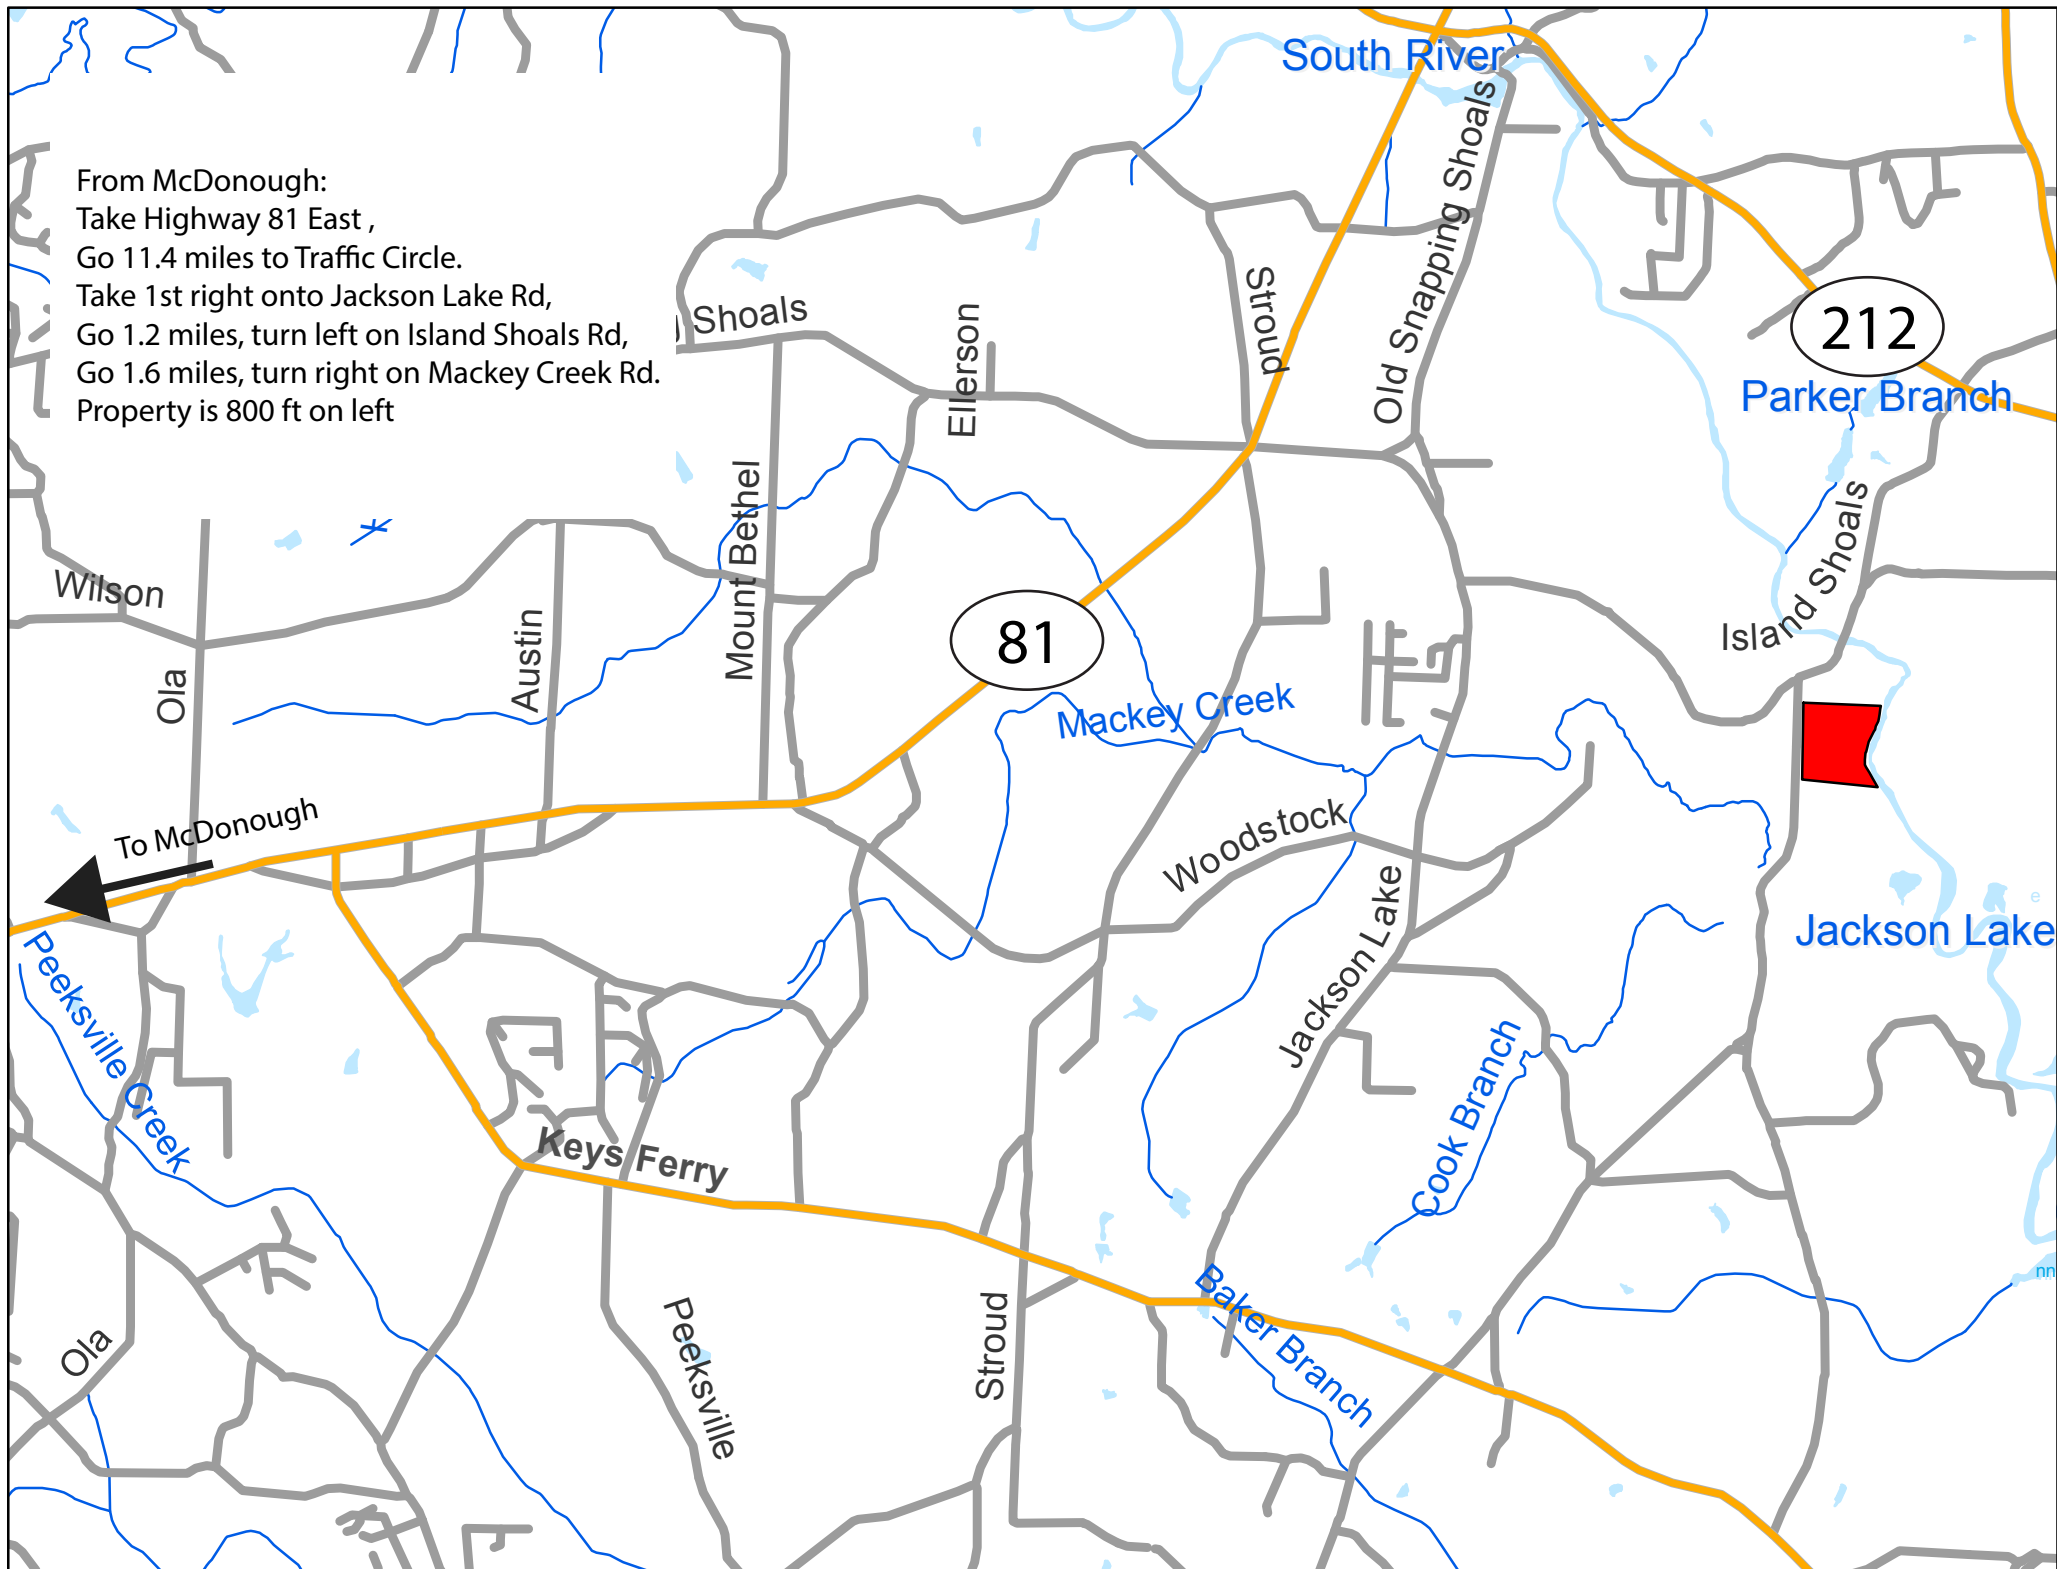 South River
From McDonough:
Take Highway 81 East ,
Go 11.4 miles to Traffic Circle.
Take 1st right onto Jackson Lake Rd,
Go 1.2 miles, turn left on Island Shoals Rd,
Go 1.6 miles, turn right on Mackey Creek Rd.
Property is 800 ft on left
Old Snapping Shoals
Stroud
Shoals
Ellerson
212
Parker Branch
Mount Bethel
Island Shoals
Wilson
Austin
81
Ola
Mackey Creek
To McDonough
Woodstock
Jackson Lake
Jackson Lake
Peeksville Creek
Cook Branch
Keys Ferry
Baker Branch
Stroud
Peeksville
Ola
e
nn